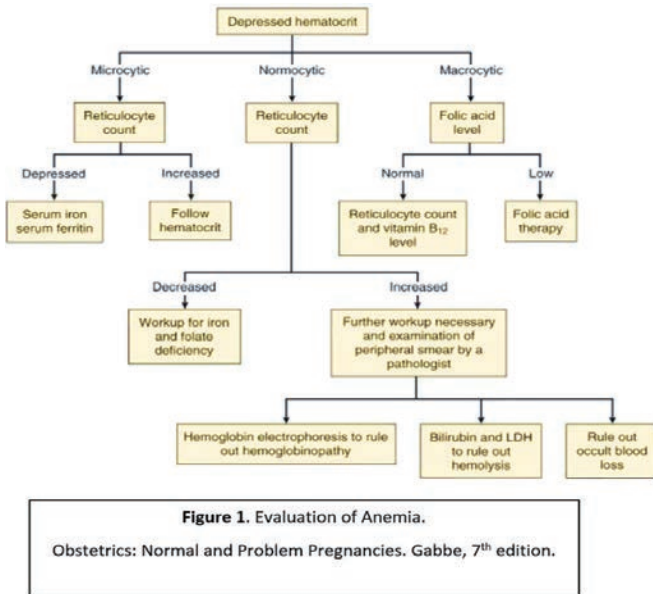 Depressed hematocrit
Microcytic
Normocytic
Macrocytic
Reticulocyte
count
Reticulocyte
count
Folic acid
level
Depressed
Increased
Normal
Low
Serum iron
serum ferritin
Follow
hematocrit
Reticulocyte count
and vitamin B₁₂
level
Folic acid
therapy
Decreased
Increased
Workup for iron
and folate
deficiency
Further workup necessary
and examination of
peripheral smear by a
pathologist
Hemoglobin electrophoresis to rule
out hemoglobinopathy
Bilirubin and LDH
to rule out
hemolysis
Rule out
occult blood
loss
Figure 1. Evaluation of Anemia.
Obstetrics: Normal and Problem Pregnancies. Gabbe, 7th edition.